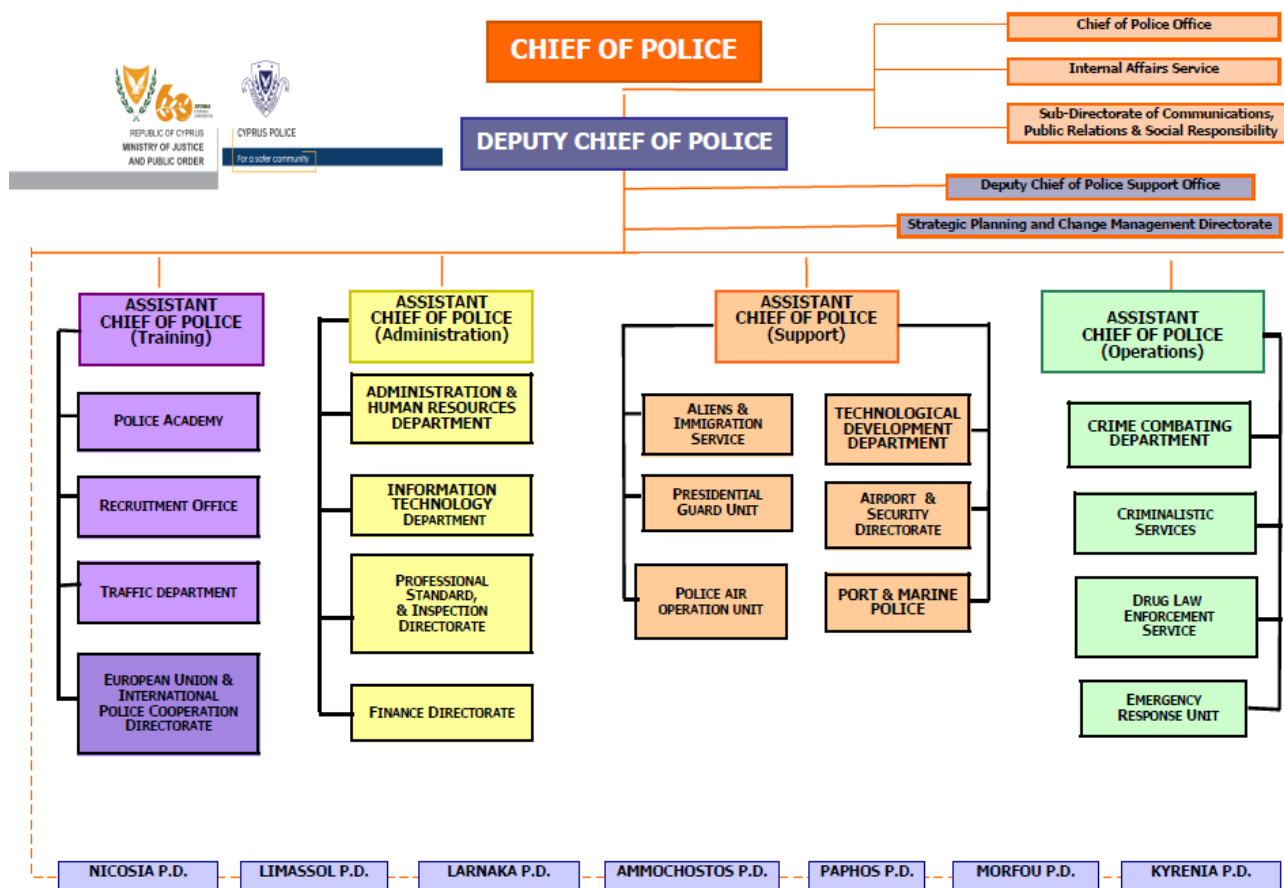 CHIEF OF POLICE
Chief of Police Office
Internal Affairs Service
Sub-Directorate of Communications,
Public Relations & Social Responsibility
REPUBLIC OF CYPRUS
MINISTRY OF JUSTICE
AND PUBLIC ORDER
CYPRUS POLICE
For a safer community
DEPUTY CHIEF OF POLICE
Deputy Chief of Police Support Office
Strategic Planning and Change Management Directorate
ASSISTANT
CHIEF OF POLICE
(Training)
POLICE ACADEMY
RECRUITMENT OFFICE
TRAFFIC DEPARTMENT
EUROPEAN UNION &
INTERNATIONAL
POLICE COOPERATION
DIRECTORATE
ASSISTANT
CHIEF OF POLICE
(Administration)
ADMINISTRATION &
HUMAN RESOURCES
DEPARTMENT
INFORMATION
TECHNOLOGY
DEPARTMENT
PROFESSIONAL
STANDARD,
& INSPECTION
DIRECTORATE
FINANCE DIRECTORATE
ASSISTANT
CHIEF OF POLICE
(Support)
ALIENS &
IMMIGRATION
SERVICE
PRESIDENTIAL
GUARD UNIT
POLICE AIR
OPERATION UNIT
TECHNOLOGICAL
DEVELOPMENT
DEPARTMENT
AIRPORT &
SECURITY
DIRECTORATE
PORT & MARINE
POLICE
ASSISTANT
CHIEF OF POLICE
(Operations)
CRIME COMBATING
DEPARTMENT
CRIMINALISTIC
SERVICES
DRUG LAW
ENFORCEMENT
SERVICE
EMERGENCY
RESPONSE UNIT
NICOSIA P.D.
LIMASSOL P.D.
LARNAKA P.D.
AMMOCHOSTOS P.D.
PAPHOS P.D.
MORFOU P.D.
KYRENIA P.D.